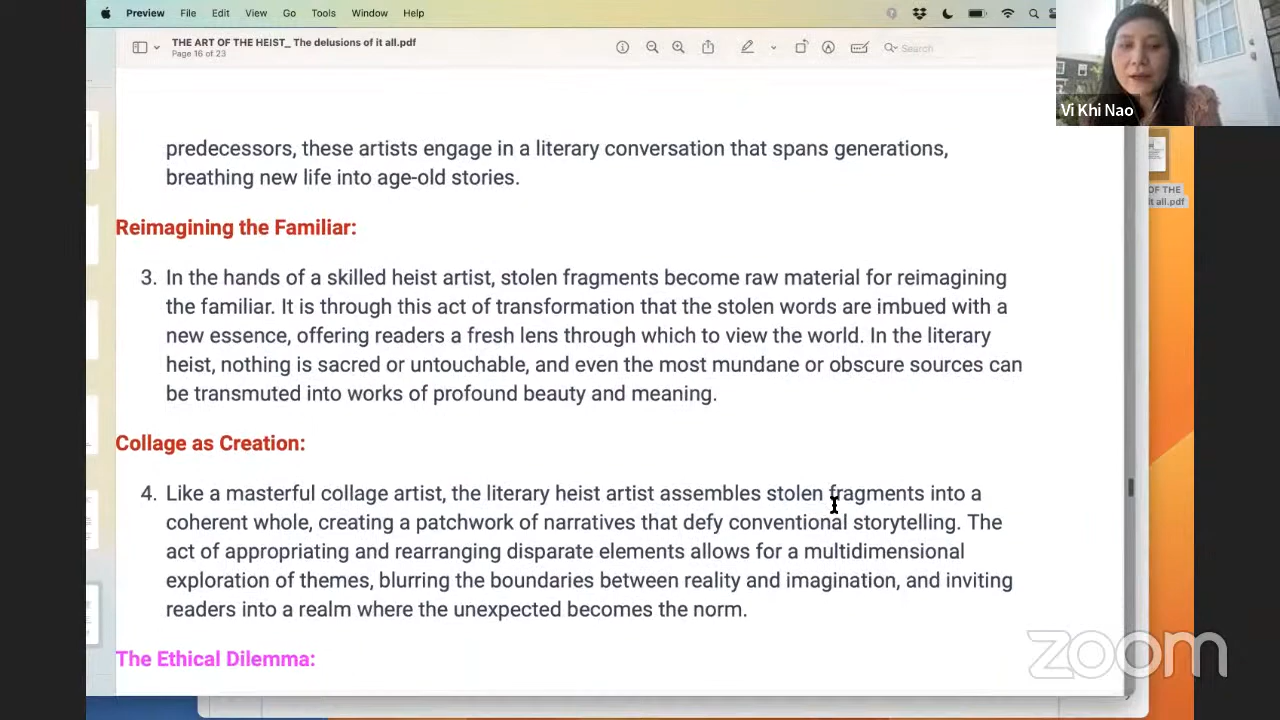 Preview File Edit View Go Tools Window Help
THE ART OF THE HEIST_ The delusions of it all.pdf
Page 16 of 23
Search
Vi Khi Nao
OF THE
it all.pdf
predecessors, these artists engage in a literary conversation that spans generations,
breathing new life into age-old stories.
Reimagining the Familiar:
3. In the hands of a skilled heist artist, stolen fragments become raw material for reimagining
the familiar. It is through this act of transformation that the stolen words are imbued with a
new essence, offering readers a fresh lens through which to view the world. In the literary
heist, nothing is sacred or untouchable, and even the most mundane or obscure sources can
be transmuted into works of profound beauty and meaning.
Collage as Creation:
4. Like a masterful collage artist, the literary heist artist assembles stolen fragments into a
coherent whole, creating a patchwork of narratives that defy conventional storytelling. The
act of appropriating and rearranging disparate elements allows for a multidimensional
exploration of themes, blurring the boundaries between reality and imagination, and inviting
readers into a realm where the unexpected becomes the norm.
The Ethical Dilemma:
zoom